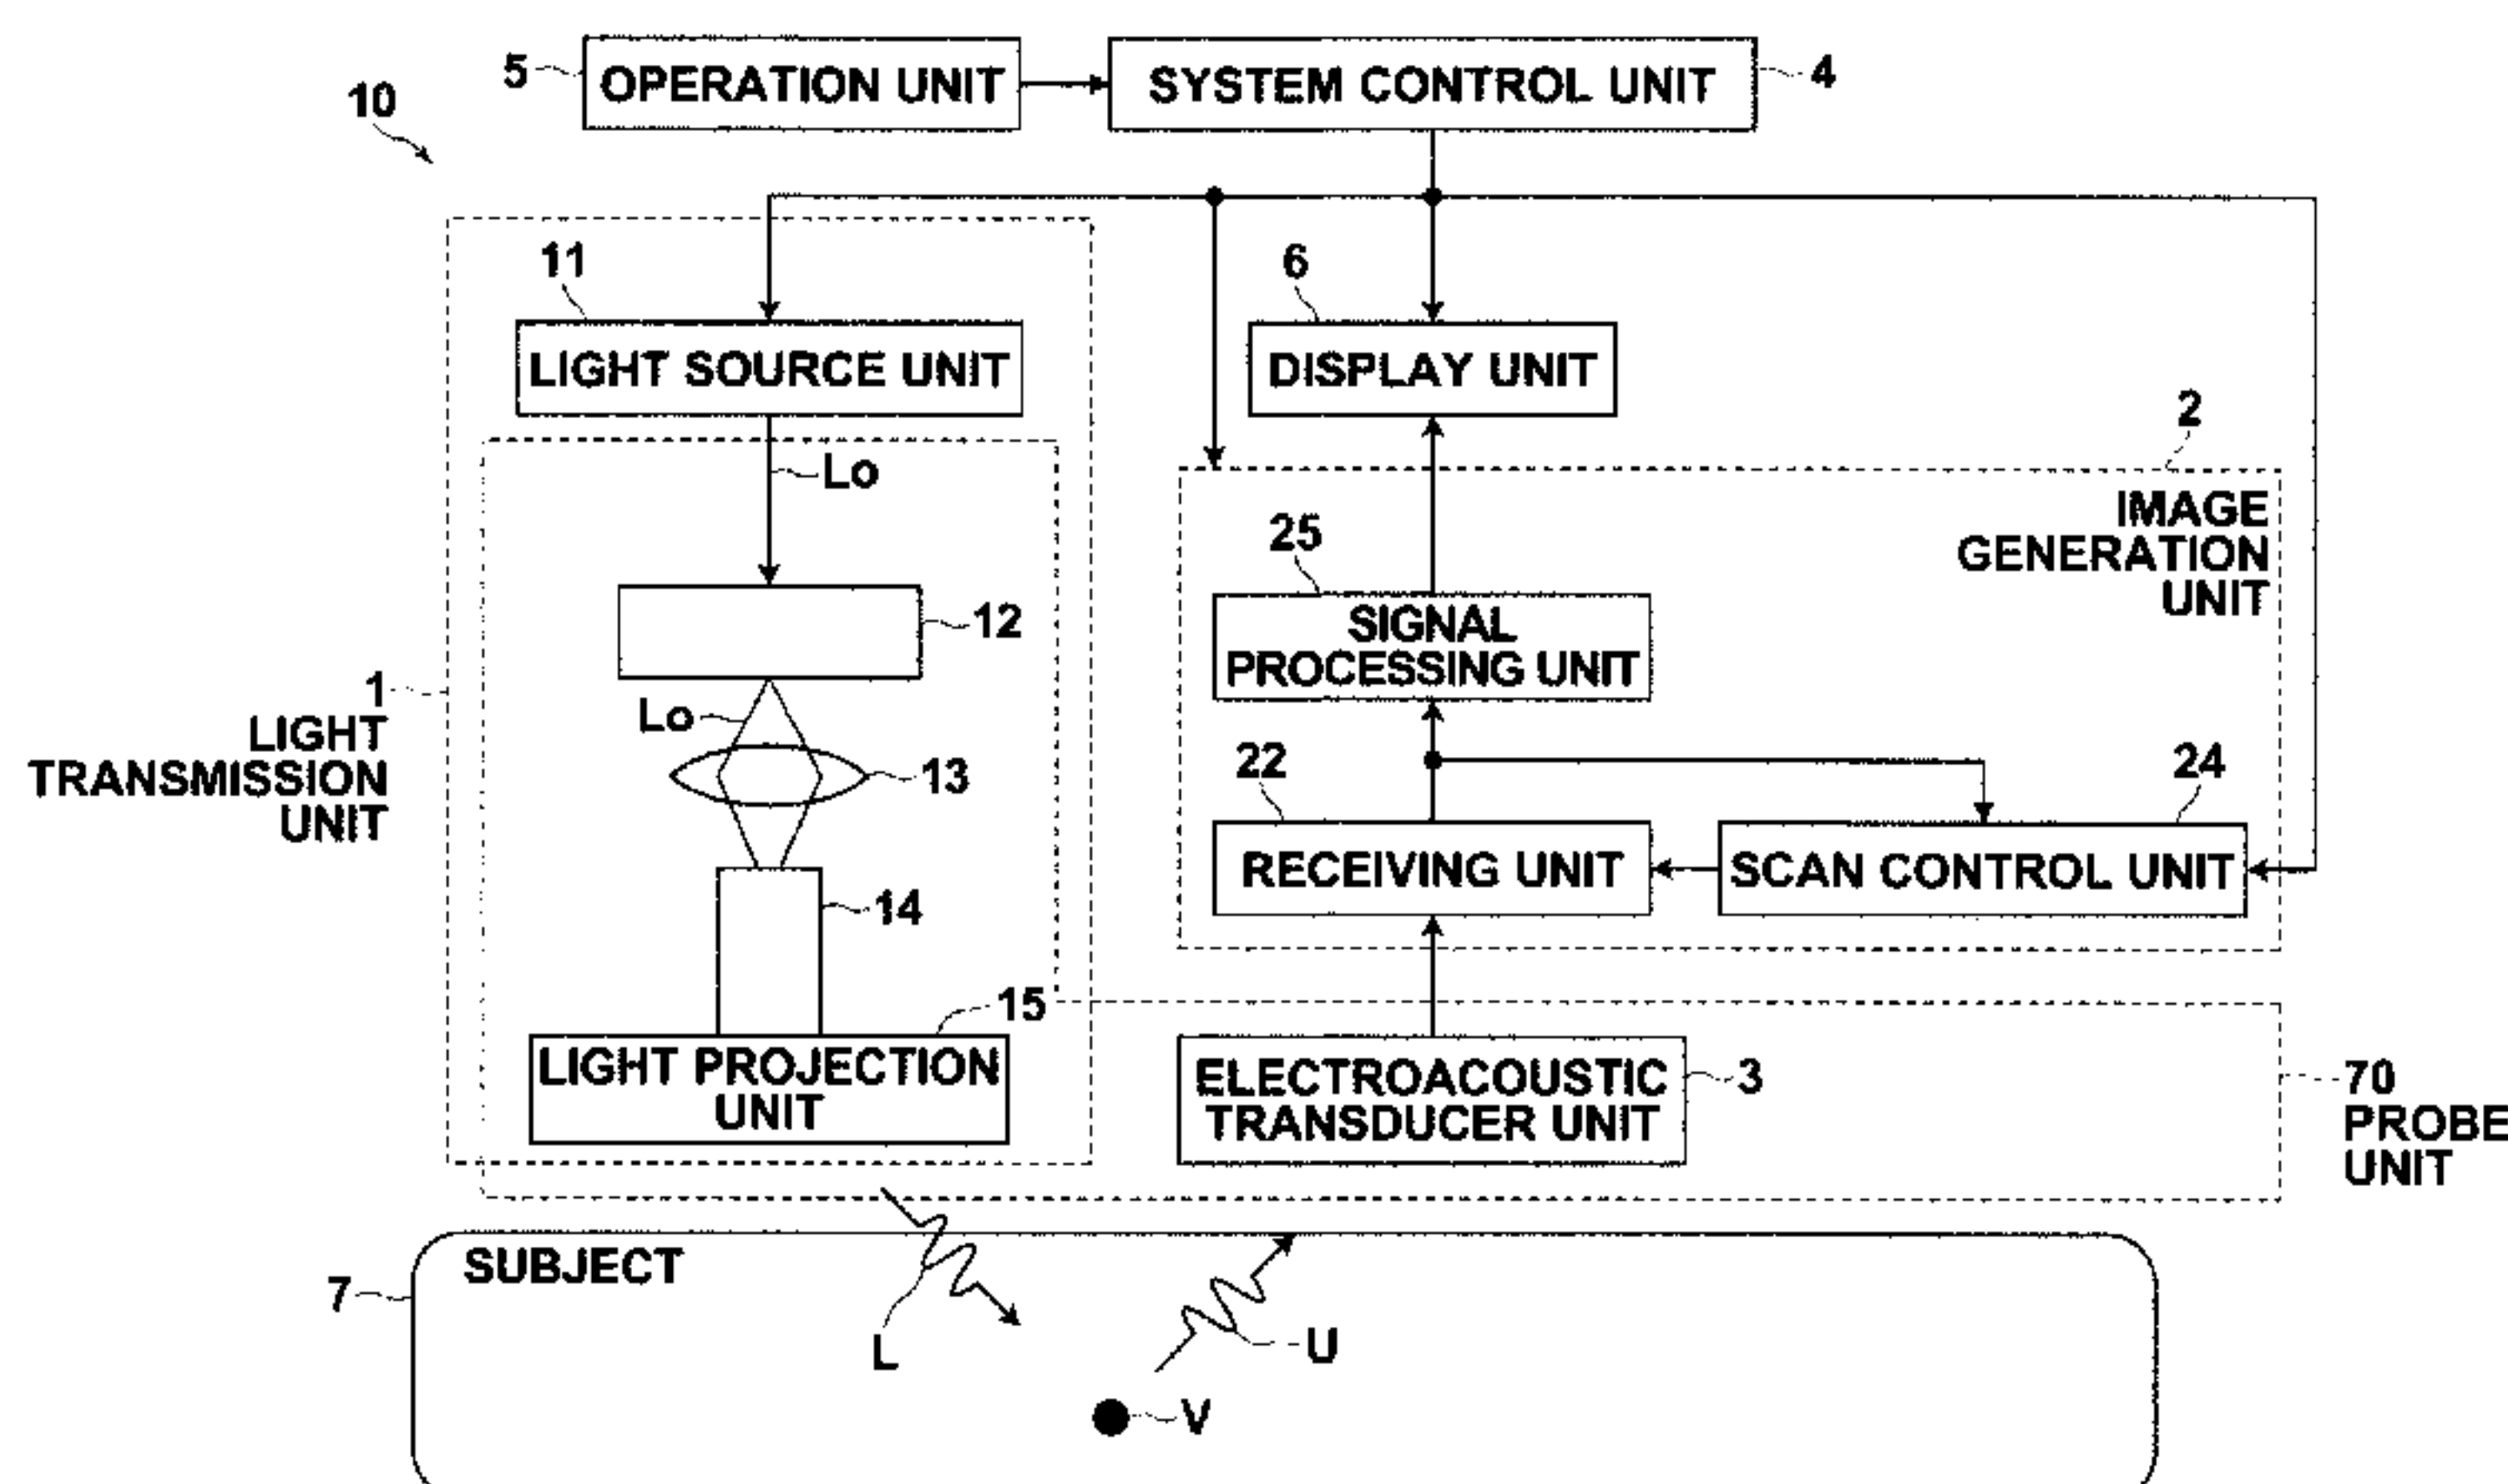 5
OPERATION UNIT
SYSTEM CONTROL UNIT
4
10
11
LIGHT SOURCE UNIT
6
DISPLAY UNIT
2
IMAGE
GENERATION
UNIT
Lo
25
SIGNAL
PROCESSING UNIT
12
1
LIGHT
TRANSMISSION
UNIT
Lo
13
22
RECEIVING UNIT
24
SCAN CONTROL UNIT
14
15
LIGHT PROJECTION
UNIT
ELECTROACOUSTIC
TRANSDUCER UNIT
3
70
PROBE
UNIT
SUBJECT
7
L
U
V